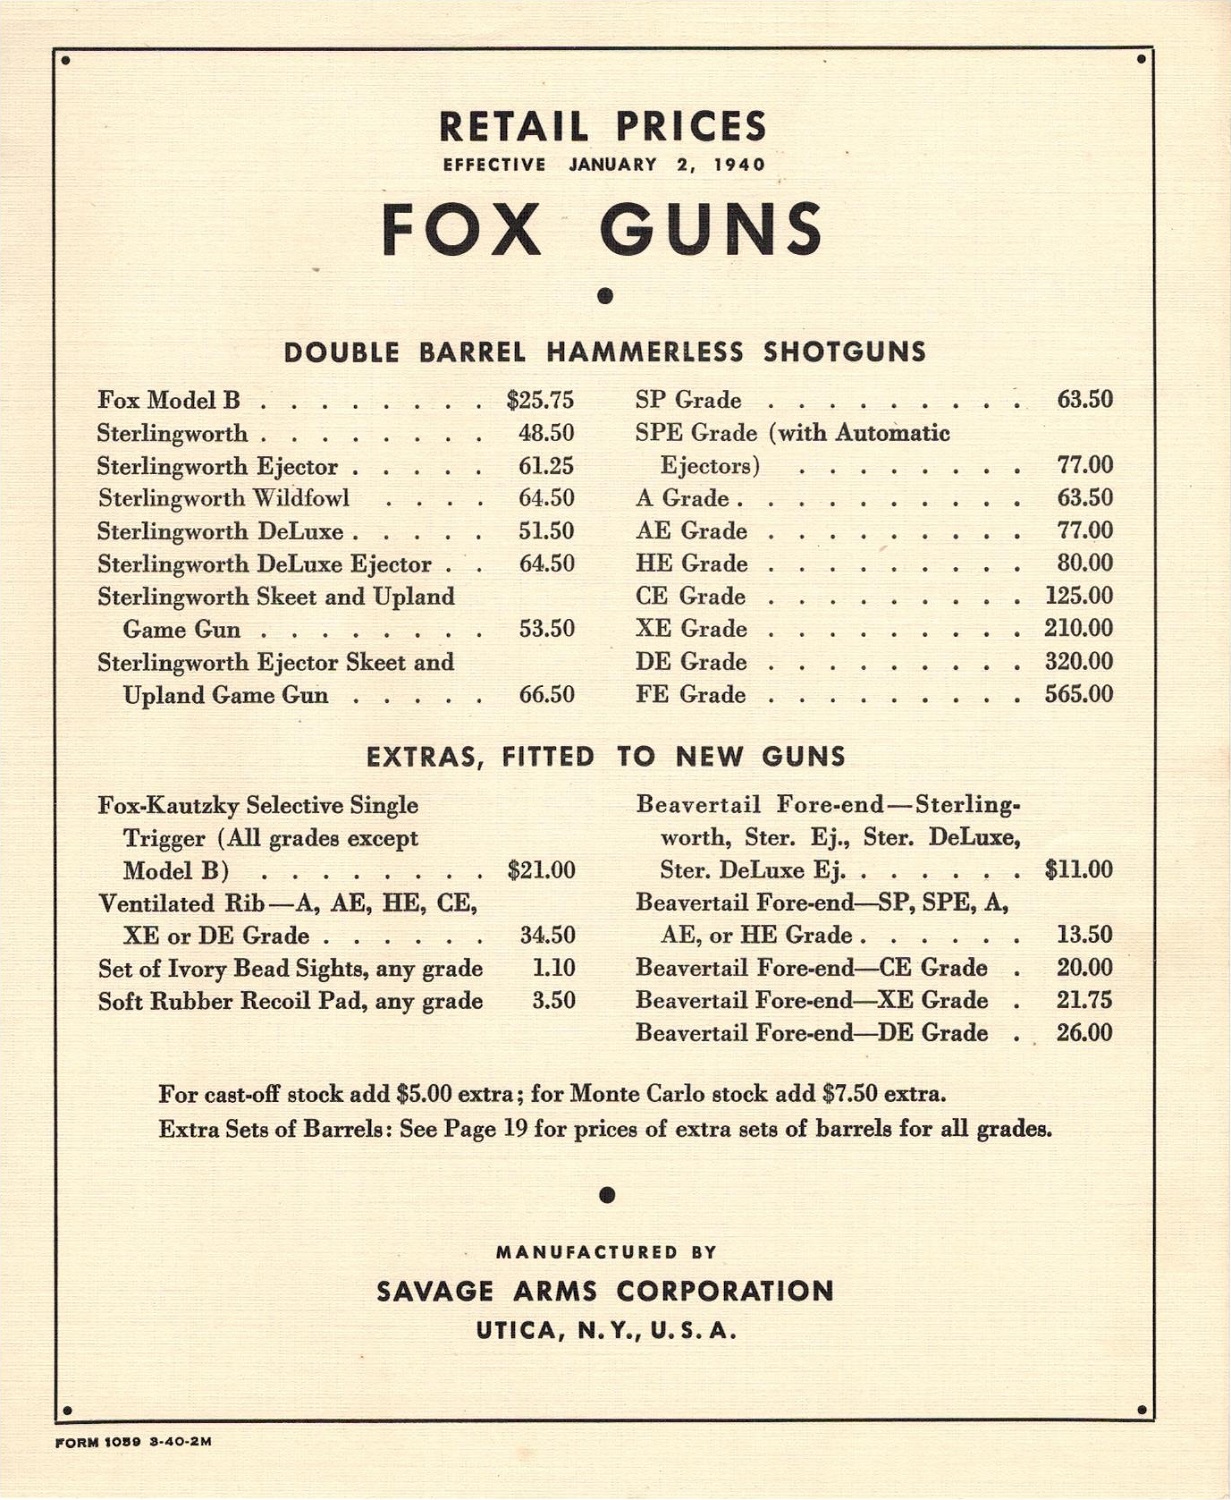 RETAIL PRICES
EFFECTIVE JANUARY 2, 1940
FOX GUNS
DOUBLE BARREL HAMMERLESS SHOTGUNS
Fox Model B . . . . . . . . $25.75
Sterlingworth . . . . . . . . 48.50
Sterlingworth Ejector . . . . . 61.25
Sterlingworth Wildfowl . . . . 64.50
Sterlingworth DeLuxe . . . . . 51.50
Sterlingworth DeLuxe Ejector . . 64.50
Sterlingworth Skeet and Upland
Game Gun . . . . . . . . 53.50
Sterlingworth Ejector Skeet and
Upland Game Gun . . . . . 66.50
SP Grade . . . . . . . . . 63.50
SPE Grade (with Automatic
Ejectors) . . . . . . . . 77.00
A Grade . . . . . . . . . . 63.50
AE Grade . . . . . . . . . 77.00
HE Grade . . . . . . . . . 80.00
CE Grade . . . . . . . . . 125.00
XE Grade . . . . . . . . . 210.00
DE Grade . . . . . . . . . 320.00
FE Grade . . . . . . . . . 565.00
EXTRAS, FITTED TO NEW GUNS
Fox-Kautzky Selective Single
Trigger (All grades except
Model B) . . . . . . . . $21.00
Ventilated Rib—A, AE, HE, CE,
XE or DE Grade . . . . . . 34.50
Set of Ivory Bead Sights, any grade 1.10
Soft Rubber Recoil Pad, any grade 3.50
Beavertail Fore-end—Sterling-
worth, Ster. Ej., Ster. DeLuxe,
Ster. DeLuxe Ej. . . . . . . $11.00
Beavertail Fore-end—SP, SPE, A,
AE, or HE Grade . . . . . . 13.50
Beavertail Fore-end—CE Grade . 20.00
Beavertail Fore-end—XE Grade . 21.75
Beavertail Fore-end—DE Grade . 26.00
For cast-off stock add $5.00 extra; for Monte Carlo stock add $7.50 extra.
Extra Sets of Barrels: See Page 19 for prices of extra sets of barrels for all grades.
MANUFACTURED BY
SAVAGE ARMS CORPORATION
UTICA, N. Y., U. S. A.
FORM 1059 3-40-2M